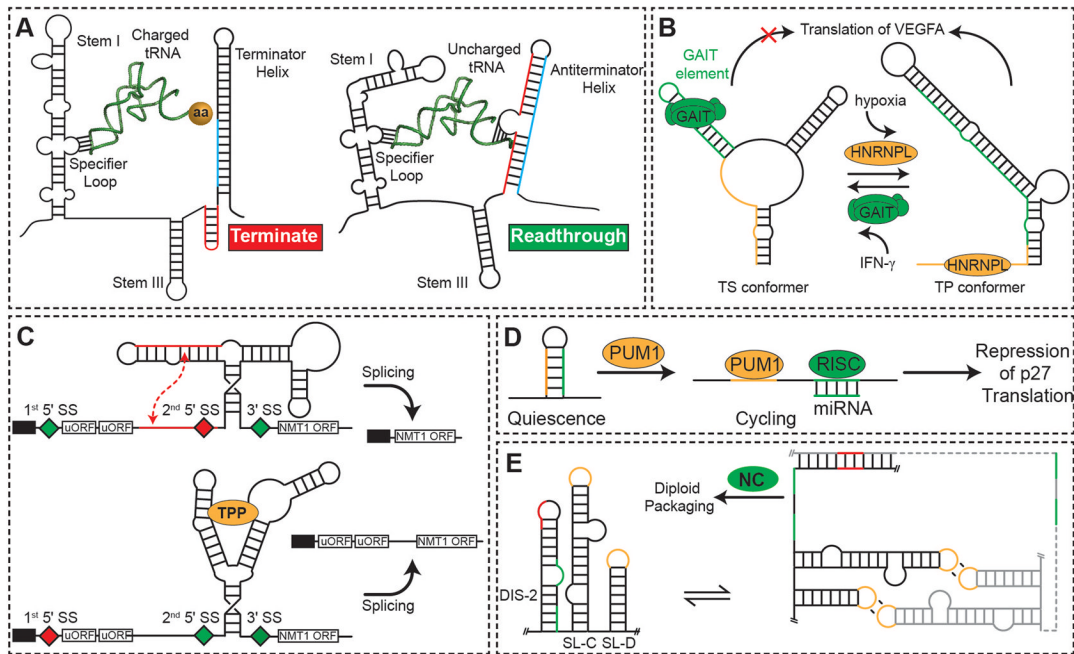 A
Stem I
Charged
tRNA
aa
Specifier
Loop
Terminator
Helix
Terminate
Stem III
Stem I
Uncharged
tRNA
Antiterminator
Helix
Specifier
Loop
Readthrough
Stem III
B
Translation of VEGFA
GAIT
element
GAIT
hypoxia
HNRNPL
GAIT
IFN-γ
HNRNPL
TS conformer
TP conformer
C
1st 5' SS
2nd 5' SS
3' SS
uORF
uORF
NMT1 ORF
Splicing
NMT1 ORF
TPP
uORF
uORF
NMT1 ORF
Splicing
1st 5' SS
2nd 5' SS
3' SS
uORF
uORF
NMT1 ORF
D
PUM1
PUM1
RISC
miRNA
Quiescence
Cycling
Repression
of p27
Translation
E
NC
Diploid
Packaging
DIS-2
SL-C
SL-D